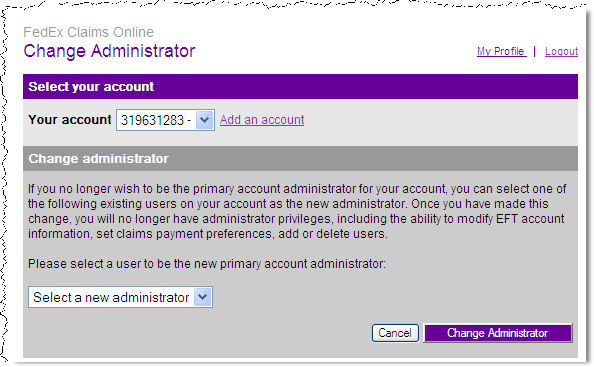 FedEx Claims Online
Change Administrator
My Profile | Logout
Select your account
Your account 319631283 - Add an account
Change administrator
If you no longer wish to be the primary account administrator for your account, you can select one of
the following existing users on your account as the new administrator. Once you have made this
change, you will no longer have administrator privileges, including the ability to modify EFT account
information, set claims payment preferences, add or delete users.
Please select a user to be the new primary account administrator:
Select a new administrator
Cancel Change Administrator